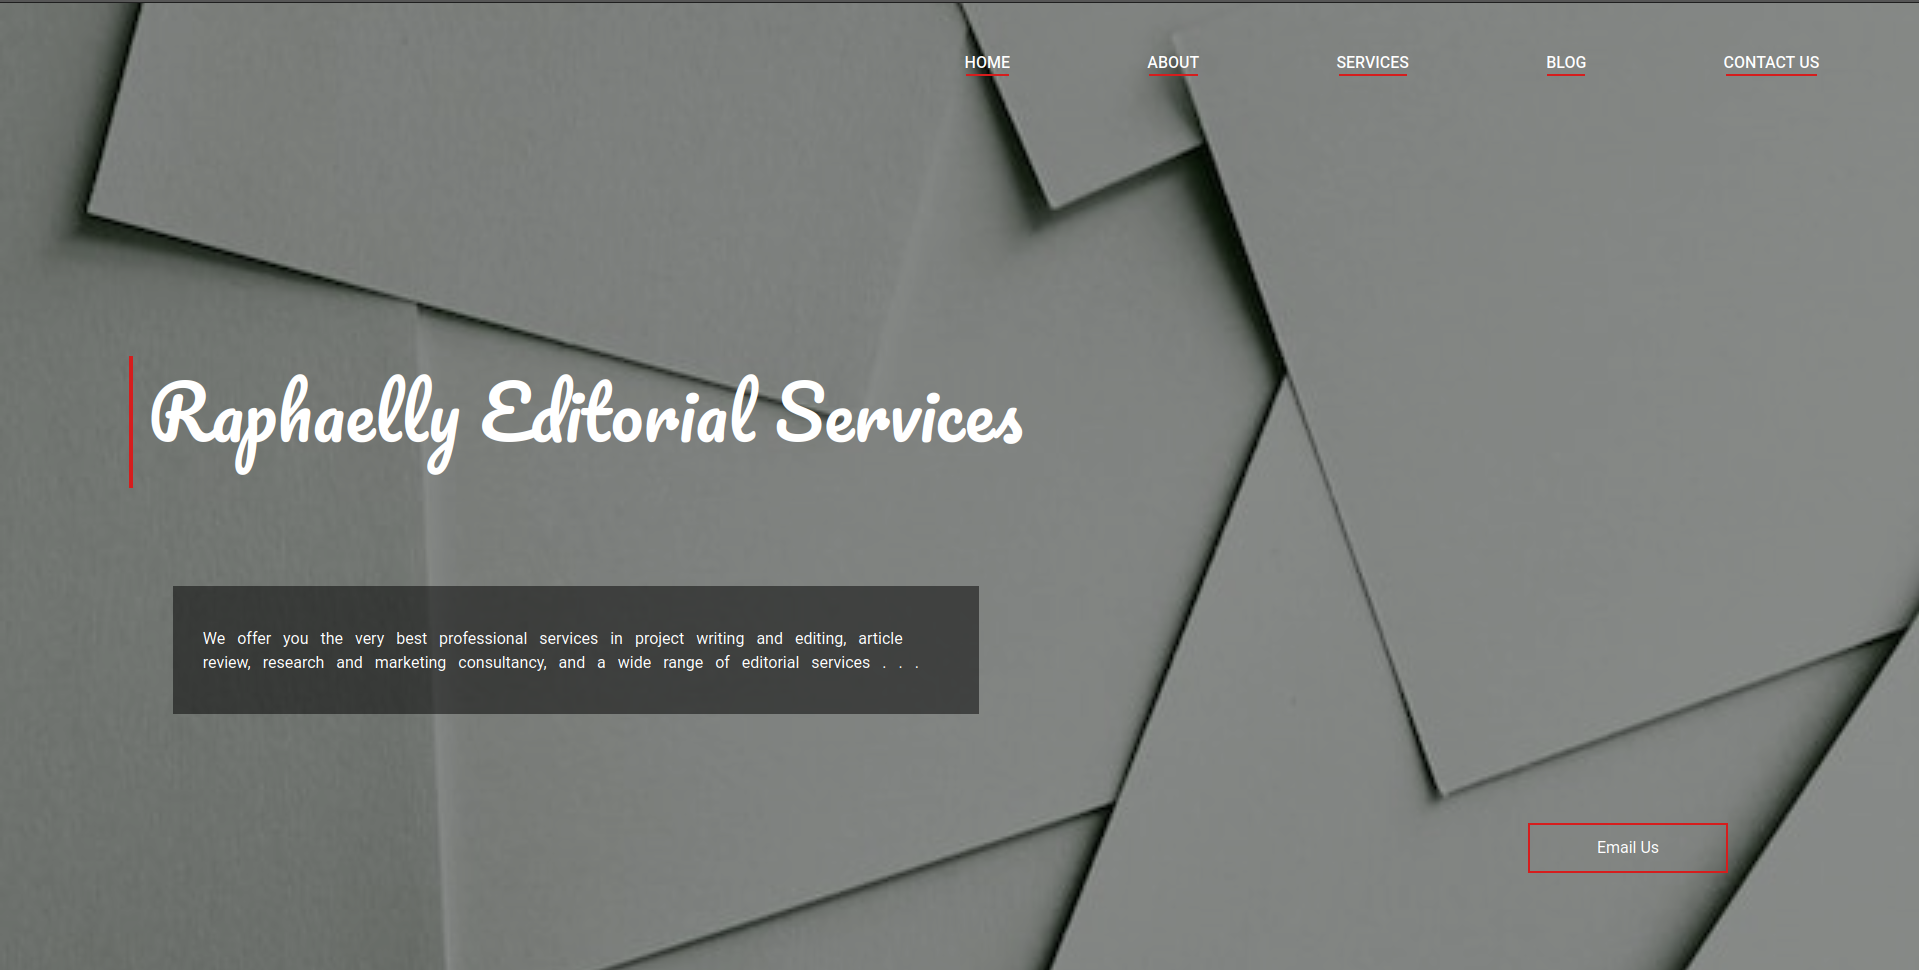 HOME ABOUT SERVICES BLOG CONTACT US
Raphaelly Editorial Services
We offer you the very best professional services in project writing and editing, article
review, research and marketing consultancy, and a wide range of editorial services . . .
Email Us